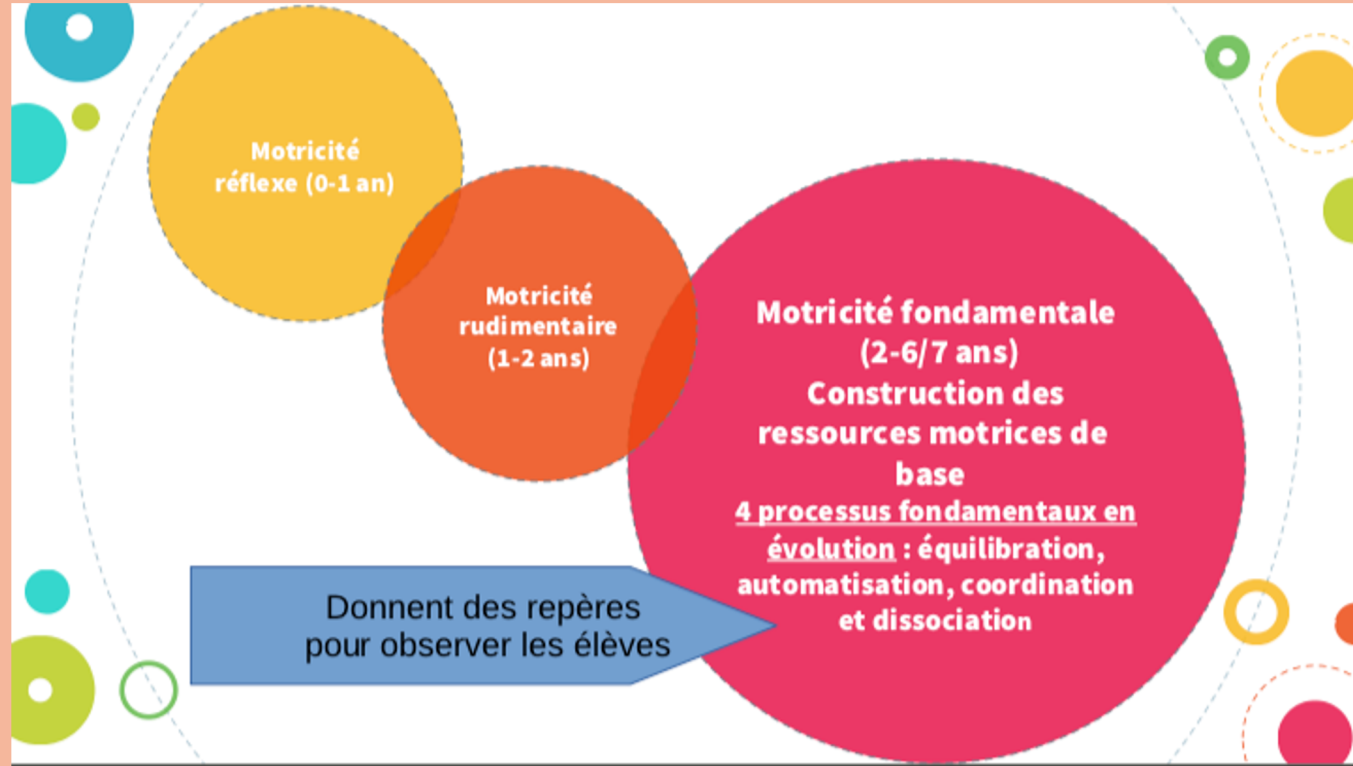 Motricité
réflexe (0-1 an)
Motricité
rudimentaire
(1-2 ans)
Motricité fondamentale
(2-6/7 ans)
Construction des
ressources motrices de
base
4 processus fondamentaux en
évolution : équilibration,
automatisation, coordination
et dissociation
Donnent des repères
pour observer les élèves